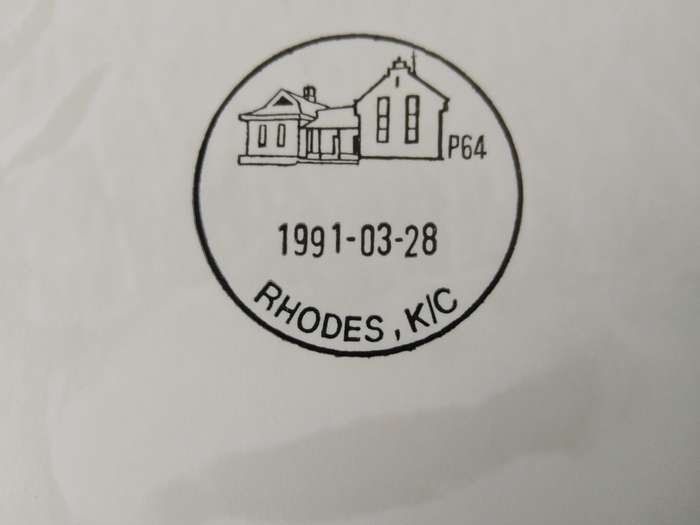 P64
1991-03-28
RHODES, K/C